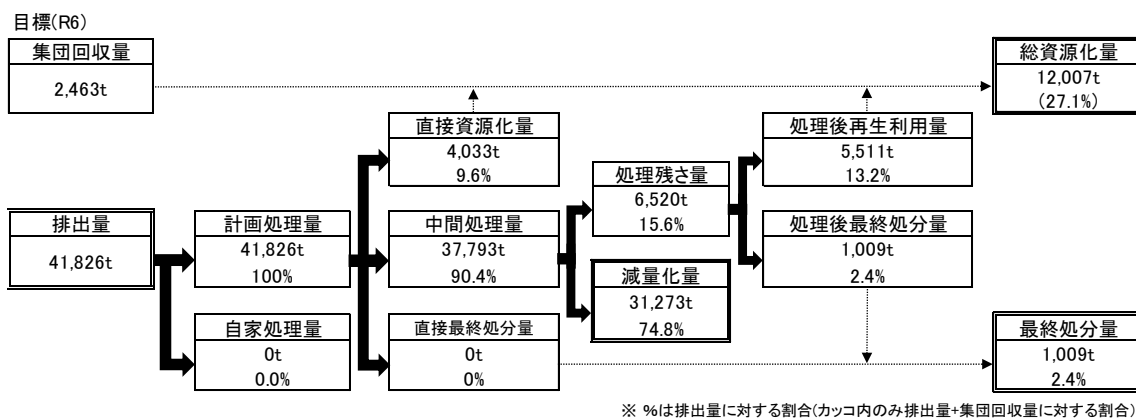 目標(R6)
集団回収量
2,463t
総資源化量
12,007t
(27.1%)
直接資源化量
4,033t
9.6%
処理後再生利用量
5,511t
13.2%
処理残さ量
6,520t
15.6%
排出量
41,826t
計画処理量
41,826t
100%
中間処理量
37,793t
90.4%
処理後最終処分量
1,009t
2.4%
減量化量
31,273t
74.8%
自家処理量
0t
0.0%
直接最終処分量
0t
0%
最終処分量
1,009t
2.4%
※ %は排出量に対する割合(カッコ内のみ排出量+集団回収量に対する割合)